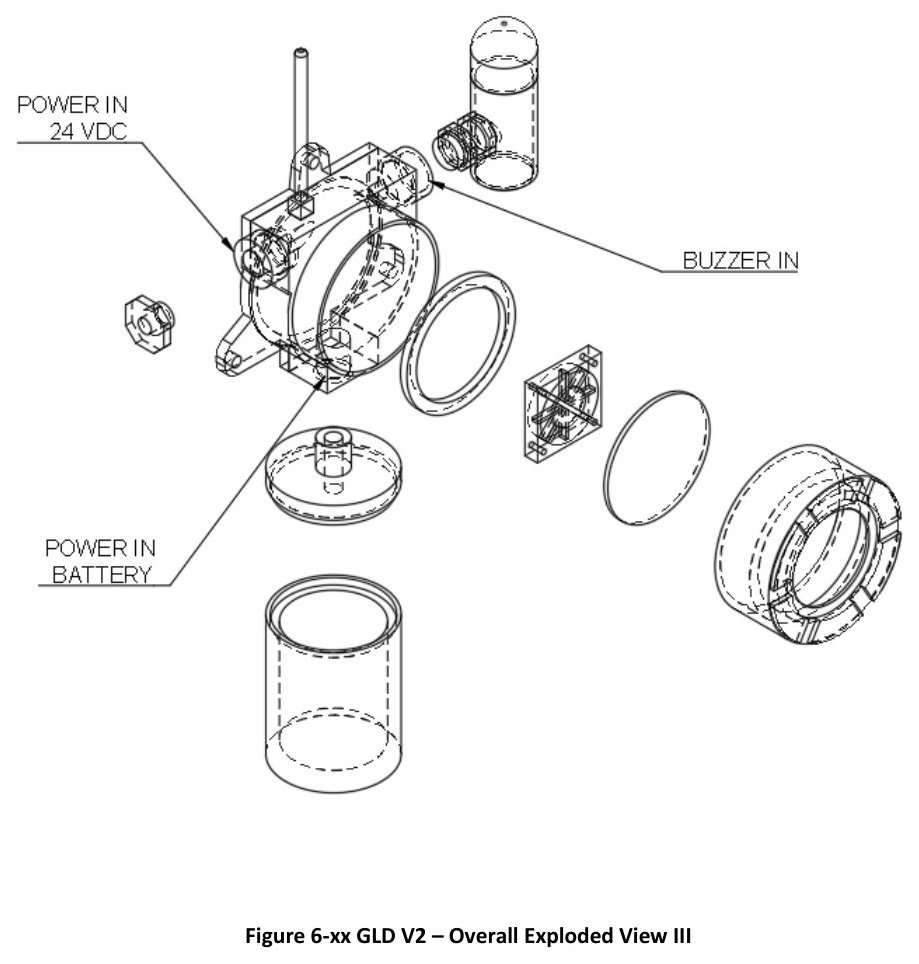 POWER IN
24 VDC
BUZZER IN
POWER IN
BATTERY
Figure 6-xx GLD V2 – Overall Exploded View III